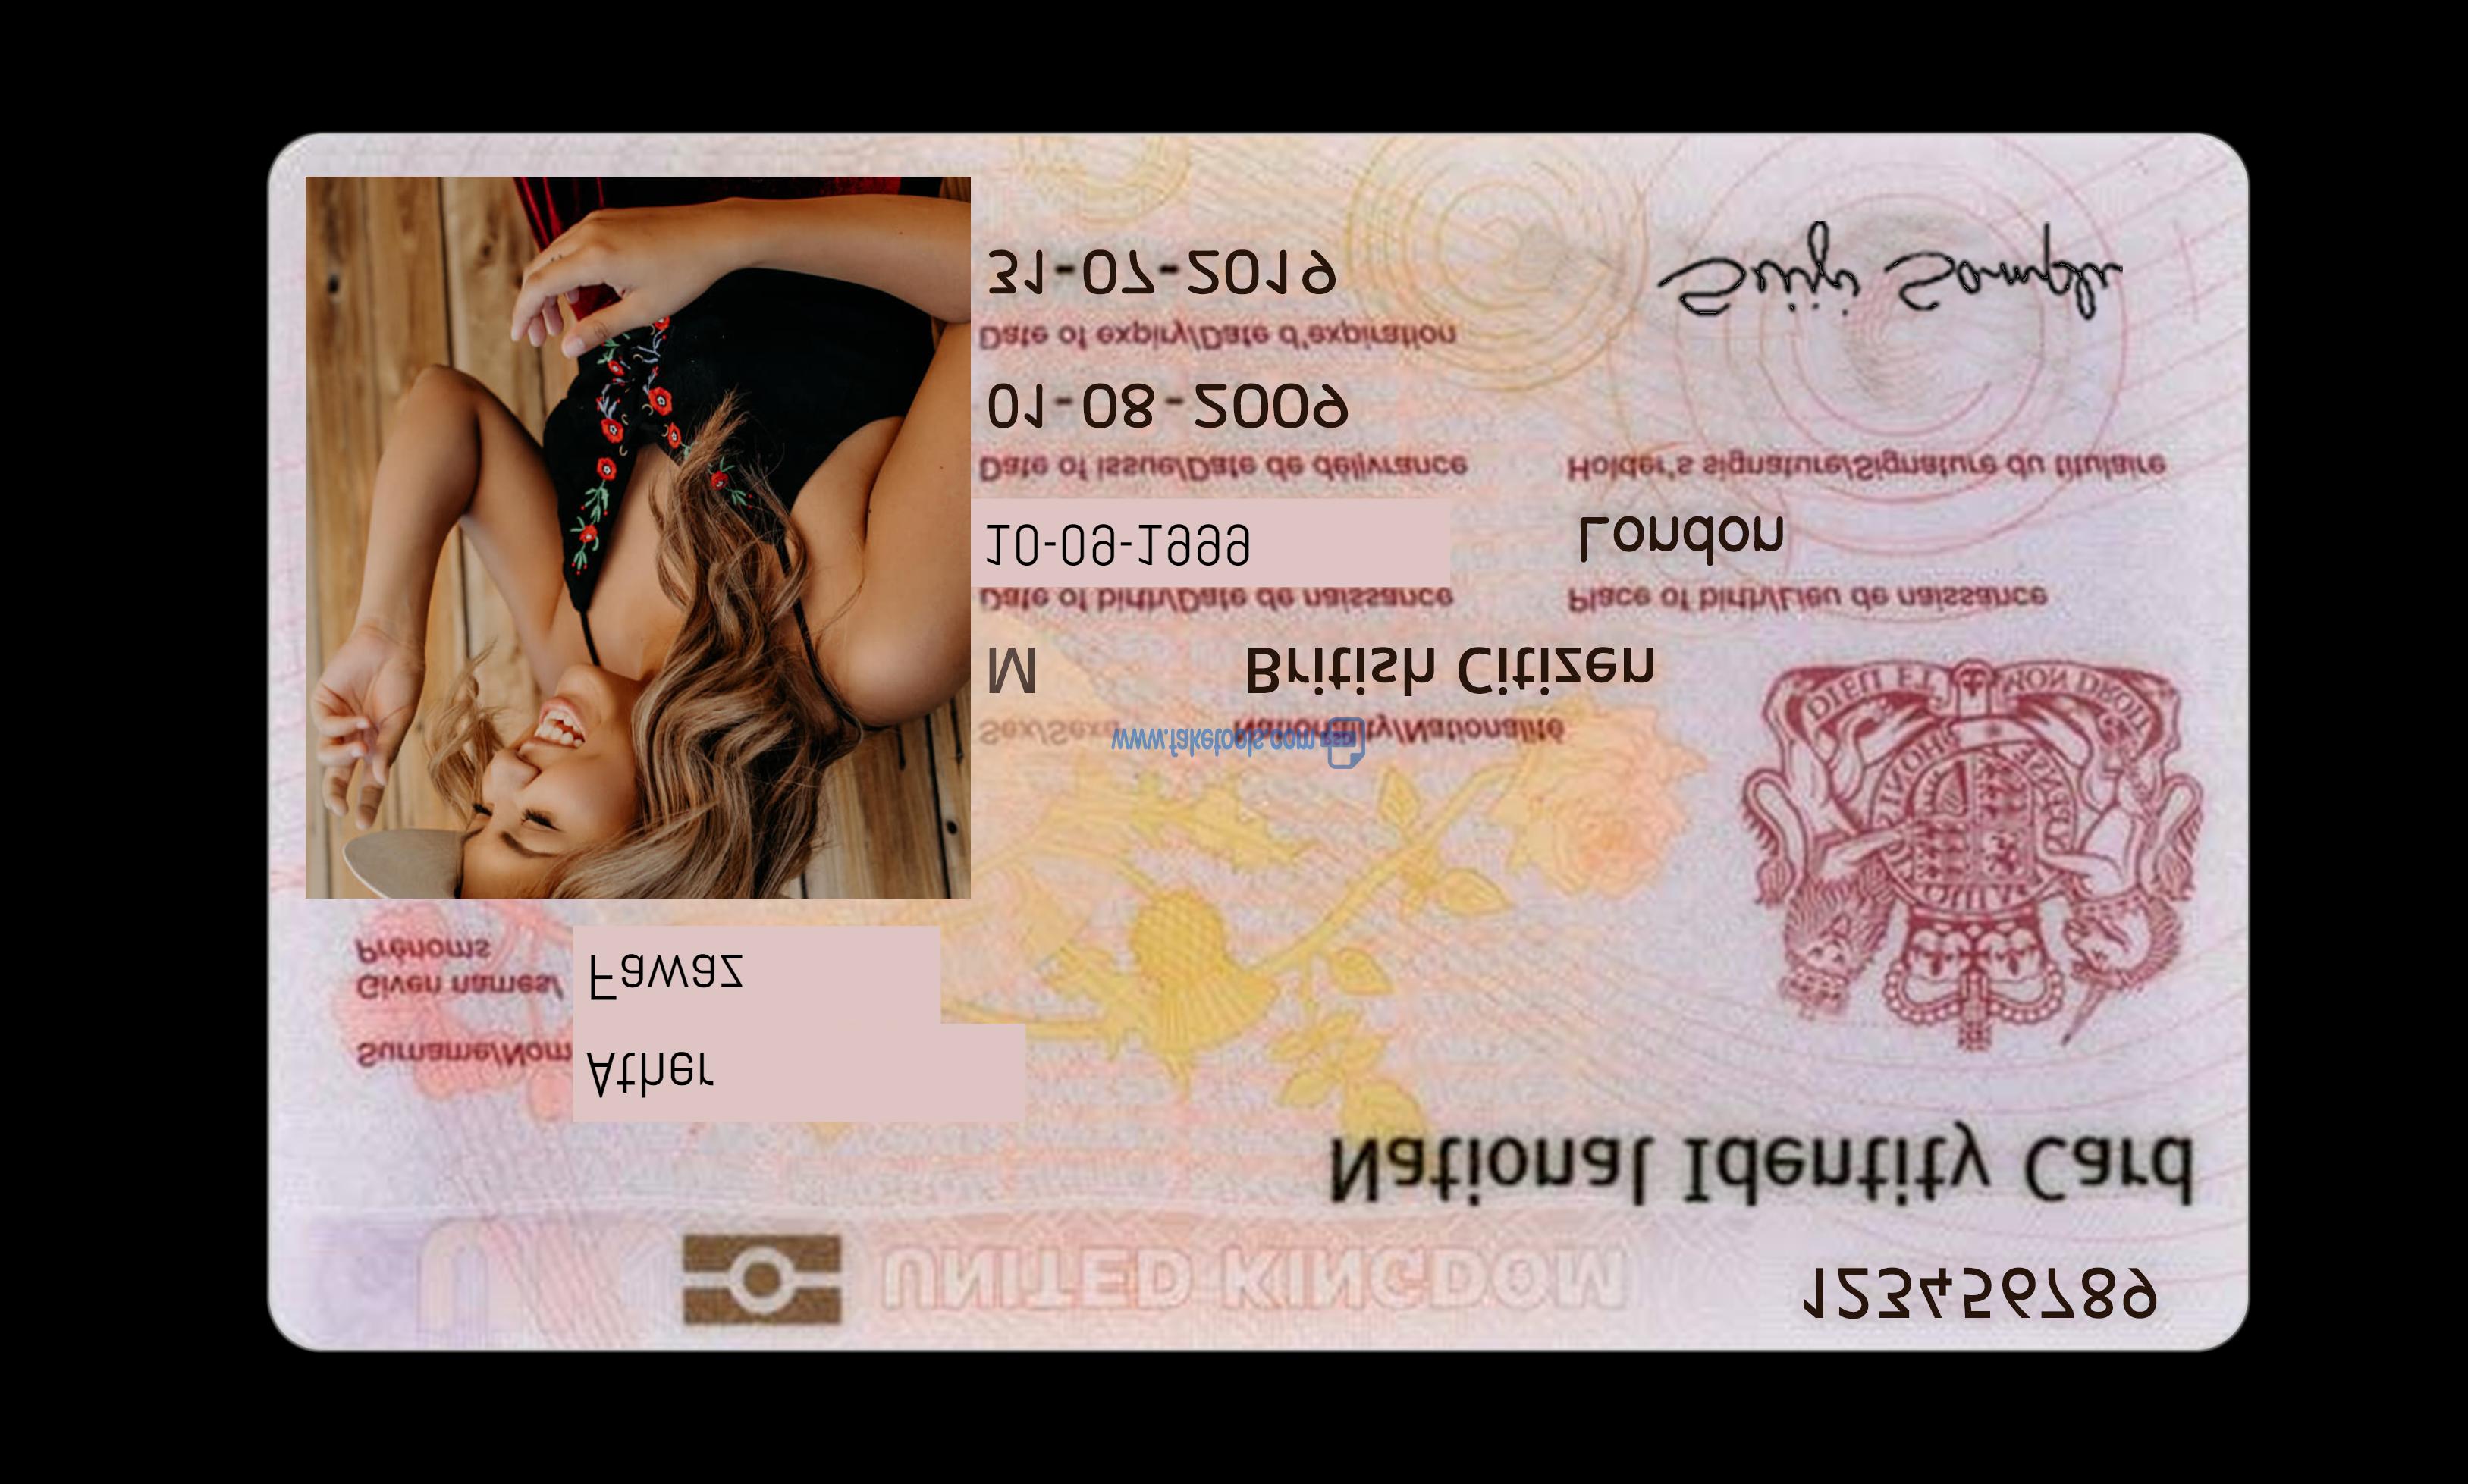 UNITED KINGDOM
123456789
National Identity Card
Surname/Nom
Ather
Given names/
Prénoms
Fawaz
DIEU ET MON DROIT
Sex/Sexe
Nationality/Nationalité
www.faketools.com
M
British Citizen
Date of birth/Date de naissance
Place of birth/Lieu de naissance
10-09-1999
London
Date of issue/Date de délivrance
Holder's signature/Signature du titulaire
01-08-2009
Date of expiry/Date d'expiration
31-07-2019